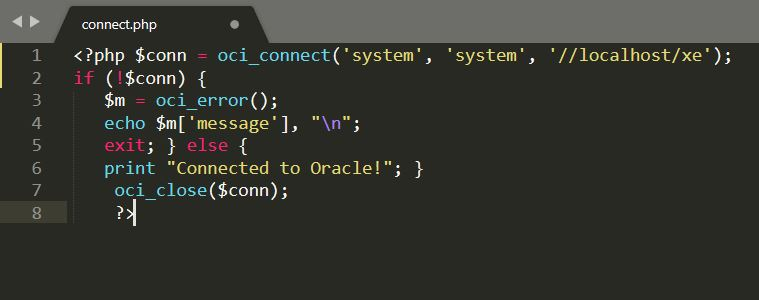 connect.php
1 <?php $conn = oci_connect('system', 'system', '//localhost/xe');
2 if (!$conn) {
3 $m = oci_error();
4 echo $m['message'], "\n";
5 exit; } else {
6 print "Connected to Oracle!"; }
7 oci_close($conn);
8 ?>